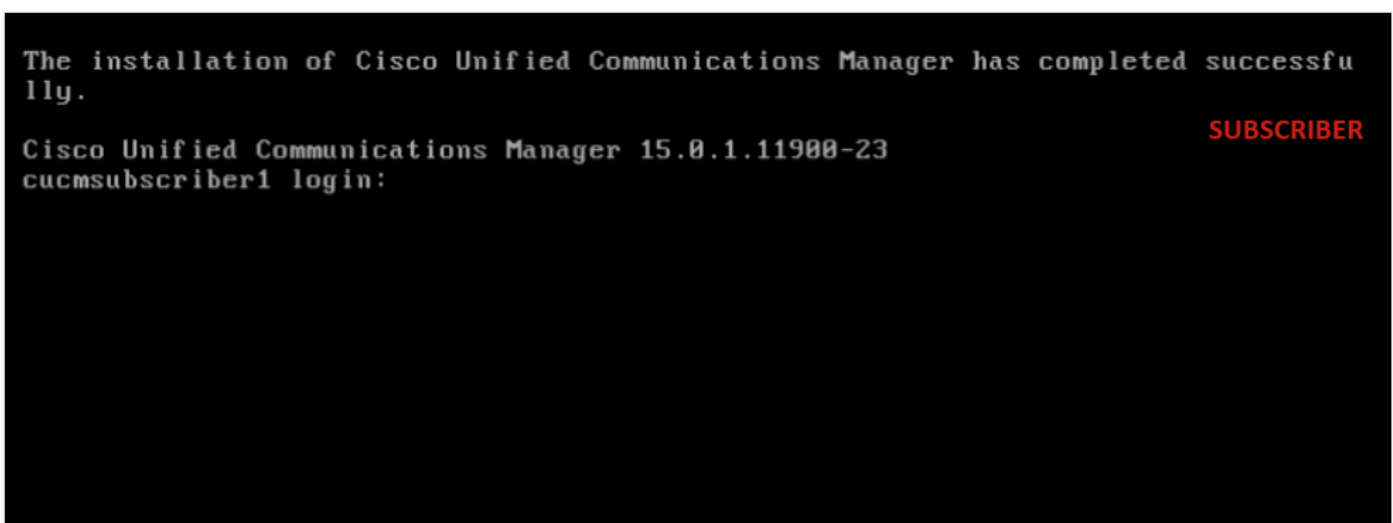 The installation of Cisco Unified Communications Manager has completed successfu
lly.
SUBSCRIBER
Cisco Unified Communications Manager 15.0.1.11900-23
cucmsubscriber1 login: